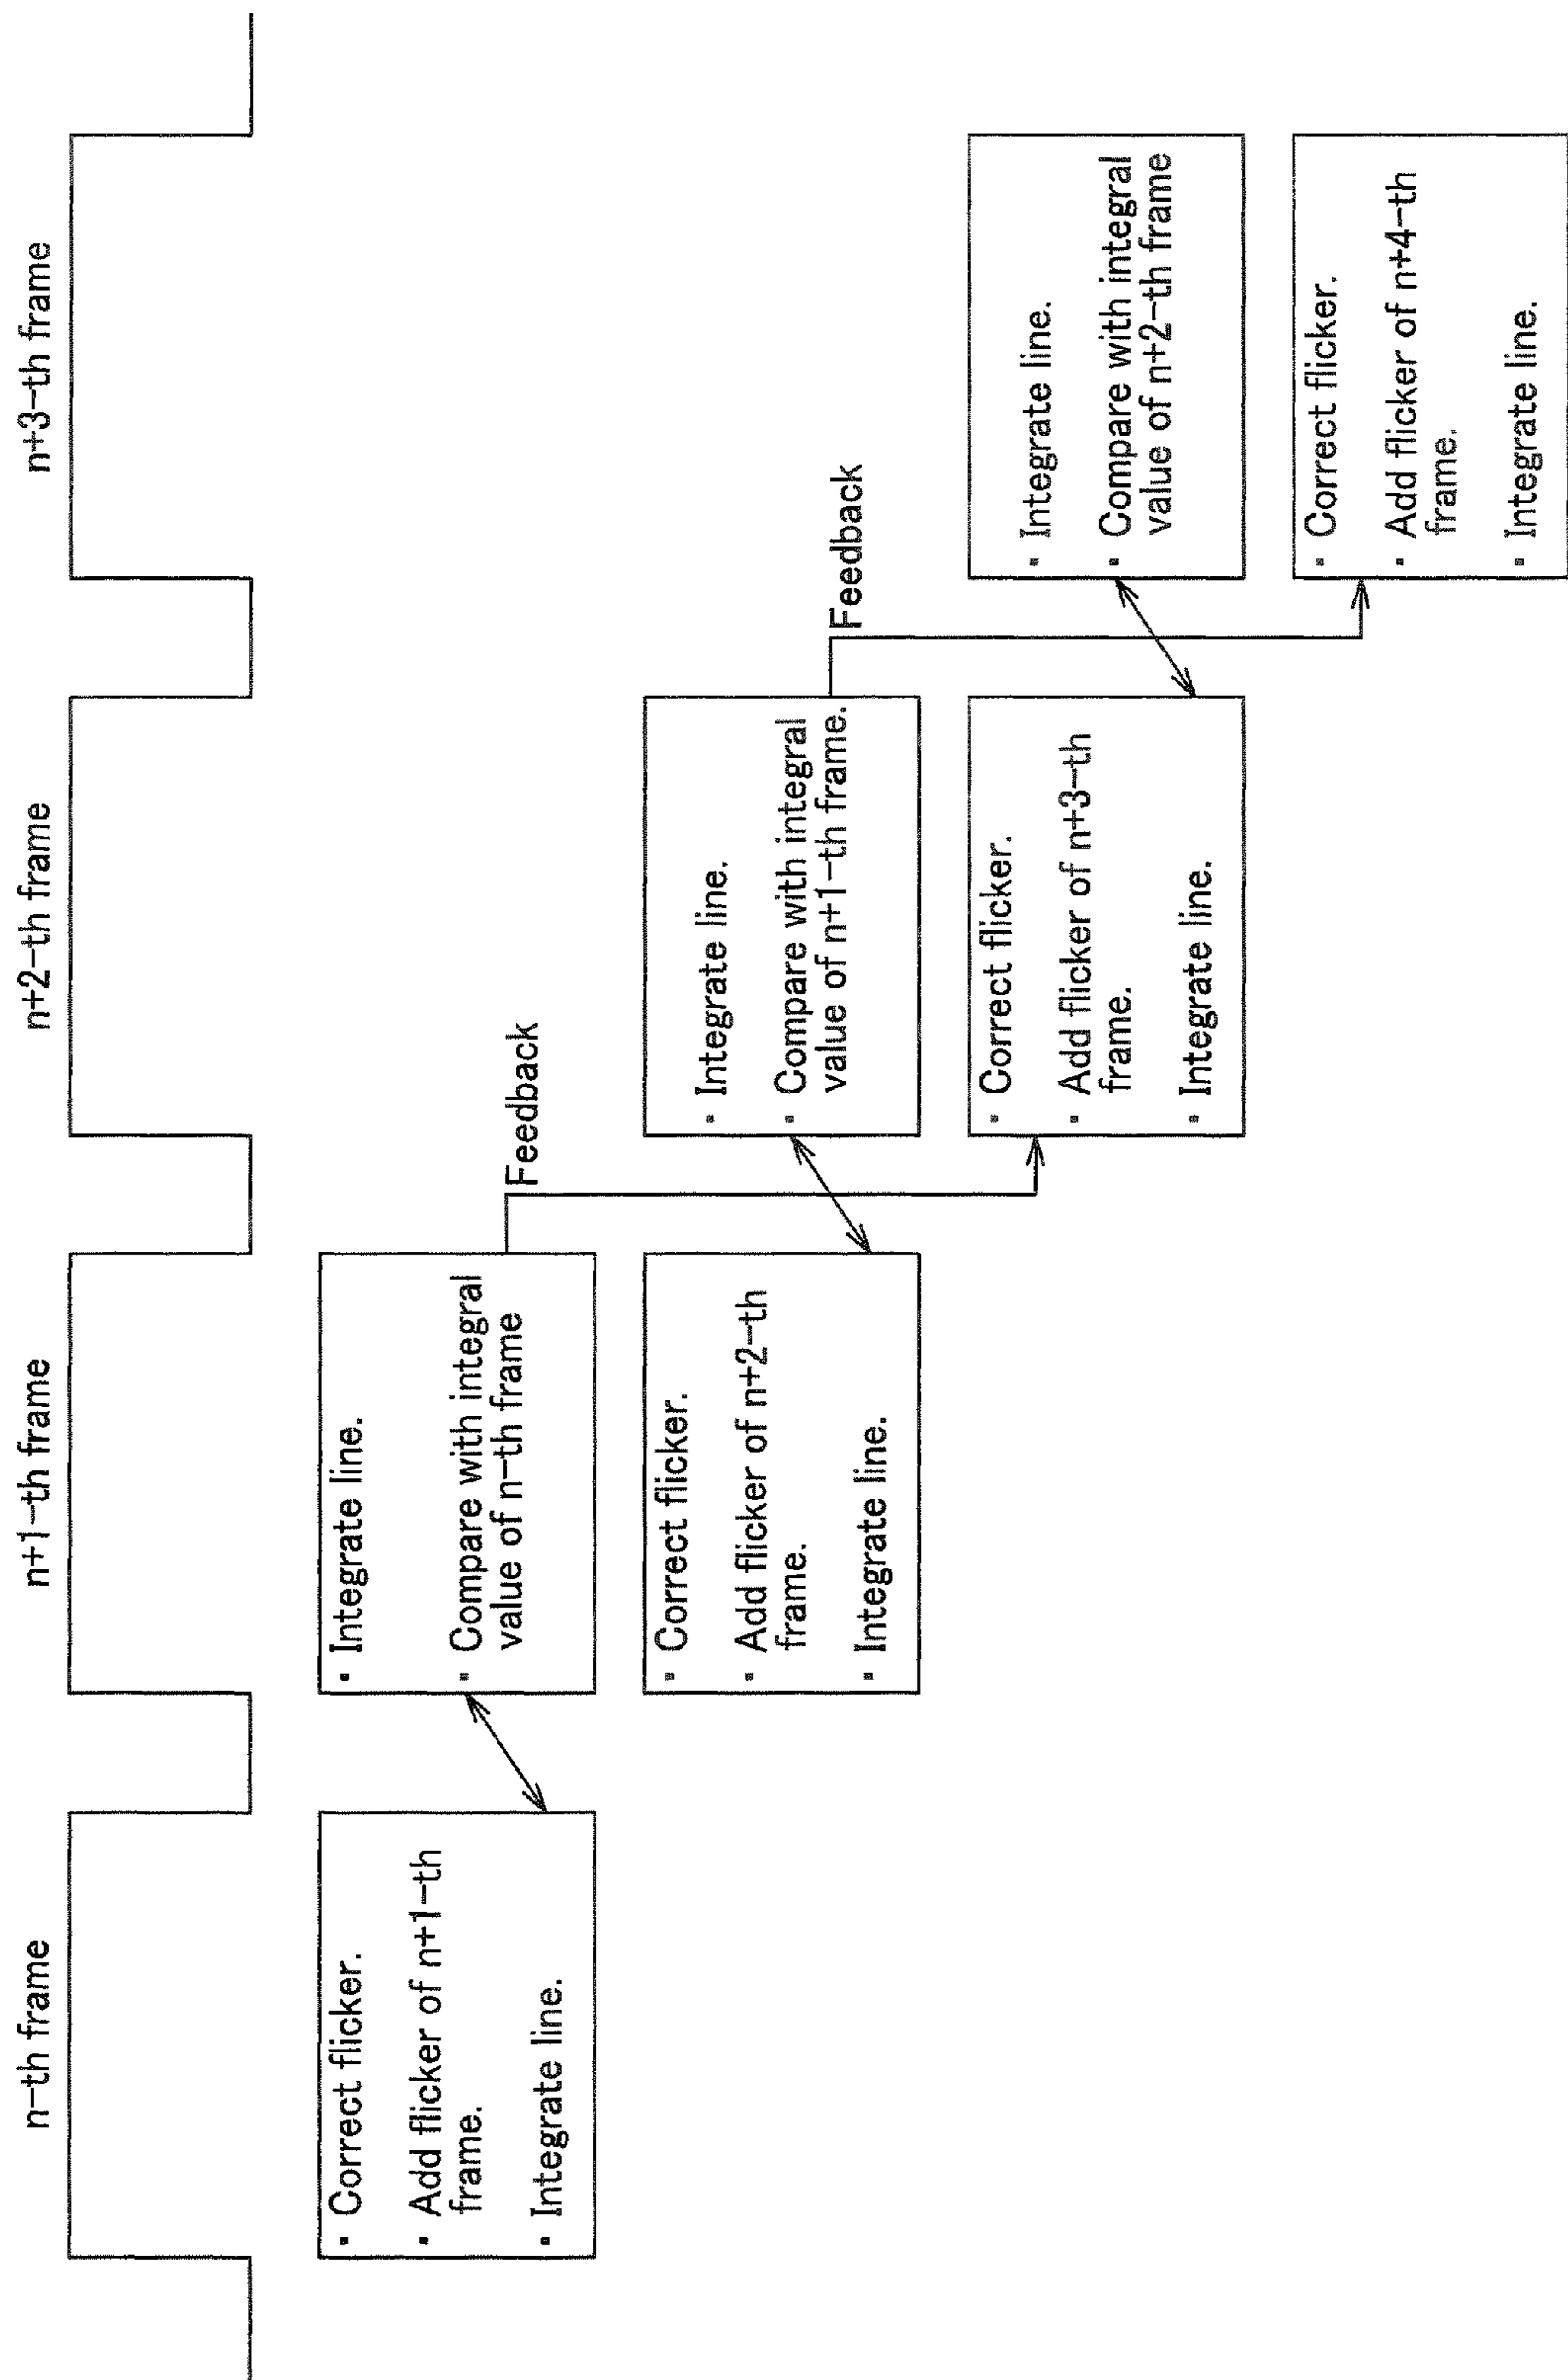 n-th frame
n+1-th frame
n+2-th frame
n+3-th frame
▪ Correct flicker.
▪ Add flicker of n+1-th
frame.
▪ Integrate line.
▪ Integrate line.
▪ Compare with integral
value of n-th frame
Feedback
▪ Correct flicker.
▪ Add flicker of n+2-th
frame.
▪ Integrate line.
▪ Integrate line.
▪ Compare with integral
value of n+1-th frame.
Feedback
▪ Correct flicker.
▪ Add flicker of n+3-th
frame.
▪ Integrate line.
▪ Integrate line.
▪ Compare with integral
value of n+2-th frame
▪ Correct flicker.
▪ Add flicker of n+4-th
frame.
▪ Integrate line.